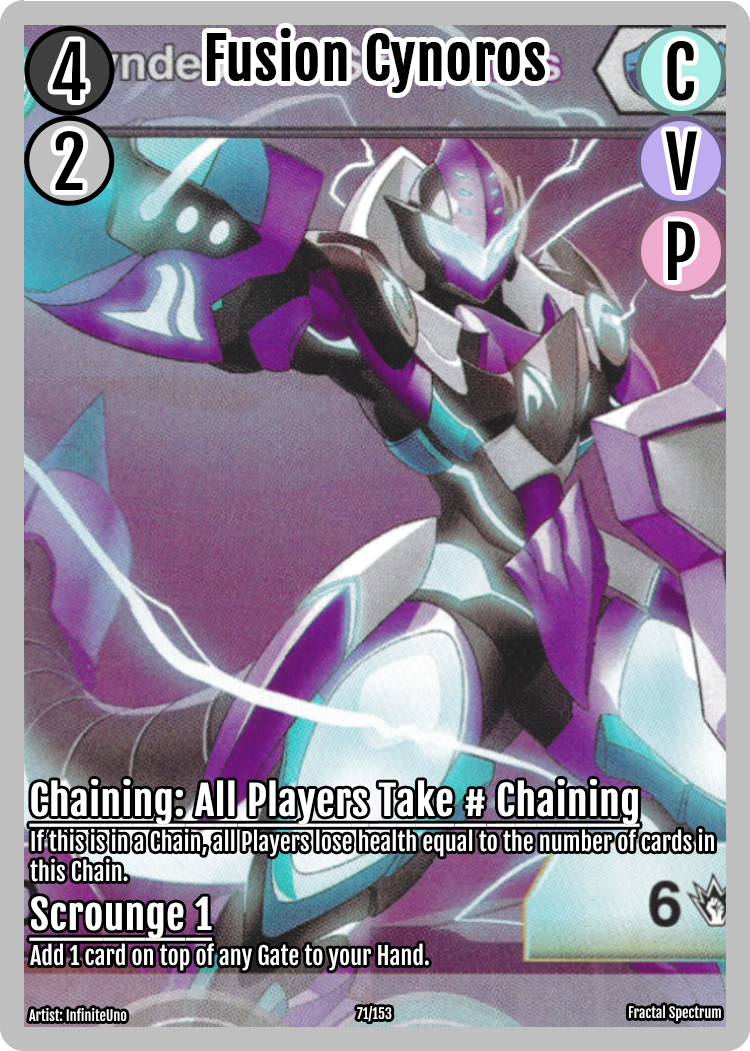 Fusion Cynoros
4
C
2
V
P
Chaining: All Players Take # Chaining
If this is in a Chain, all Players lose health equal to the number of cards in
this Chain.
Scrounge 1
Add 1 card on top of any Gate to your Hand.
6
Artist: InfiniteUno
71/153
Fractal Spectrum